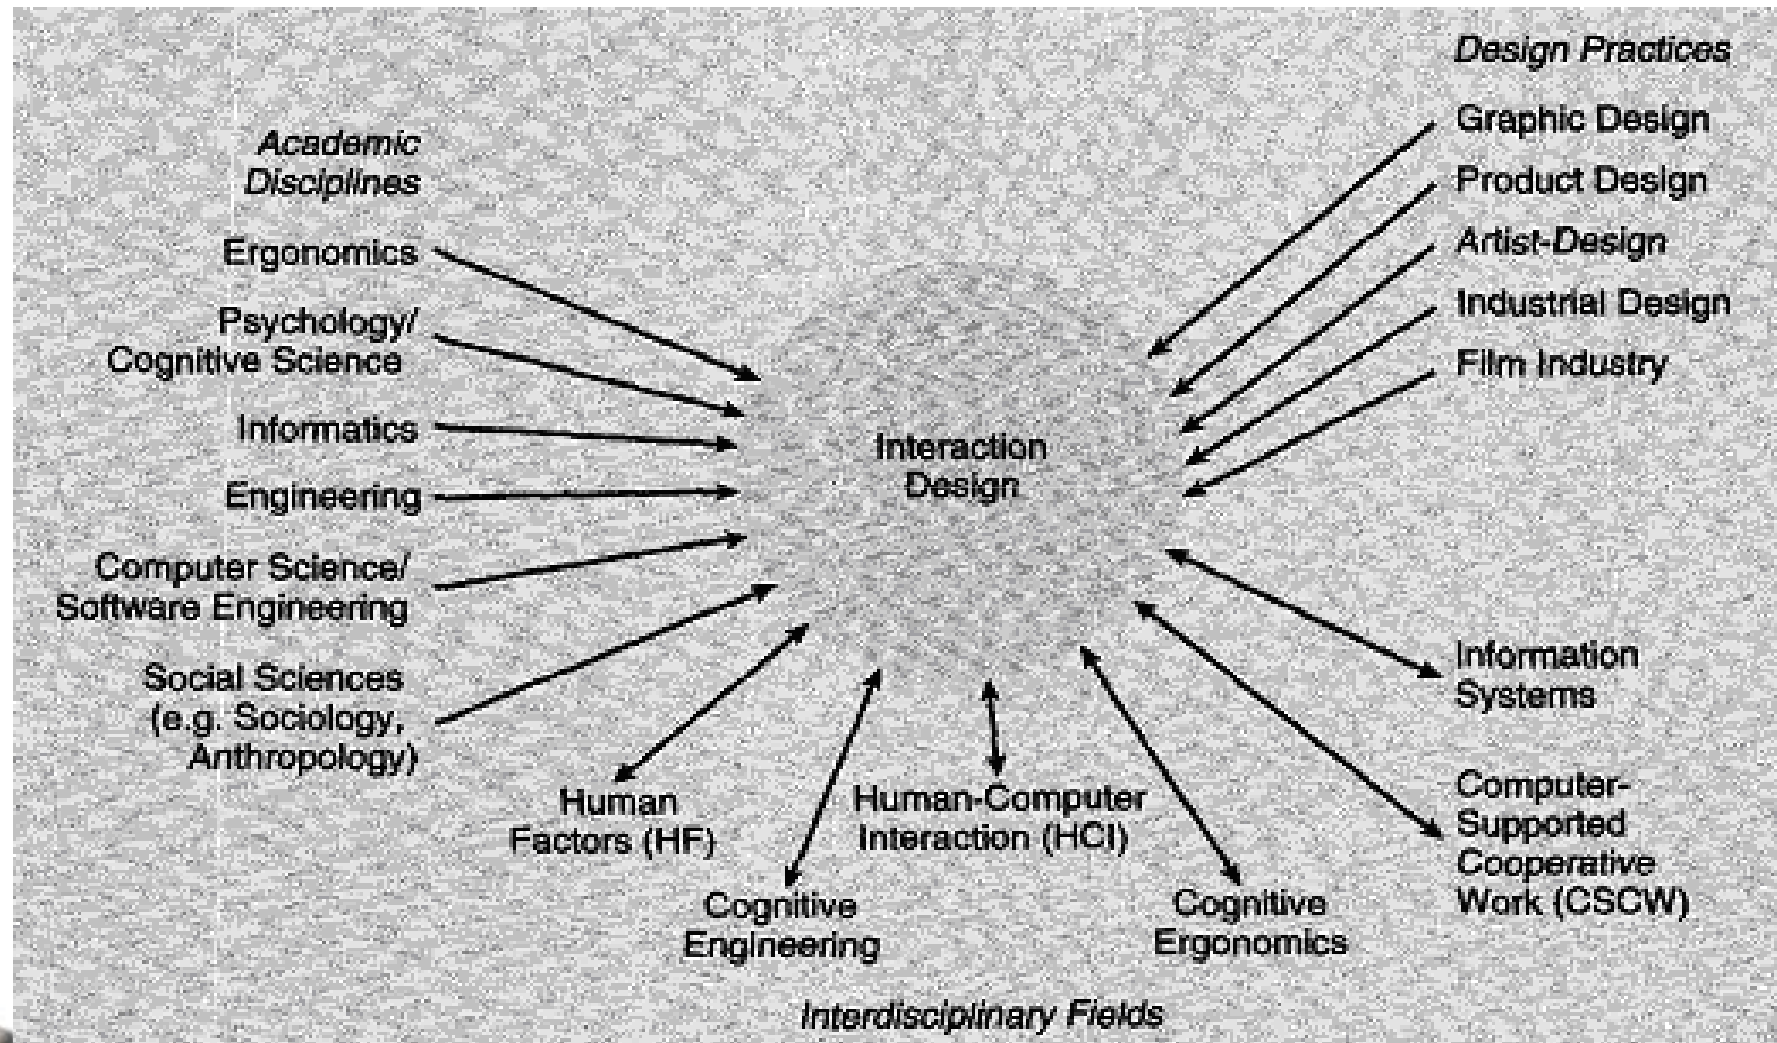 Design Practices
Graphic Design
Product Design
Artist-Design
Industrial Design
Film Industry
Academic
Disciplines
Ergonomics
Psychology/
Cognitive Science
Informatics
Engineering
Computer Science/
Software Engineering
Social Sciences
(e.g. Sociology,
Anthropology)
Interaction
Design
Information
Systems
Computer-
Supported
Cooperative
Work (CSCW)
Human
Factors (HF)
Human-Computer
Interaction (HCI)
Cognitive
Engineering
Cognitive
Ergonomics
Interdisciplinary Fields